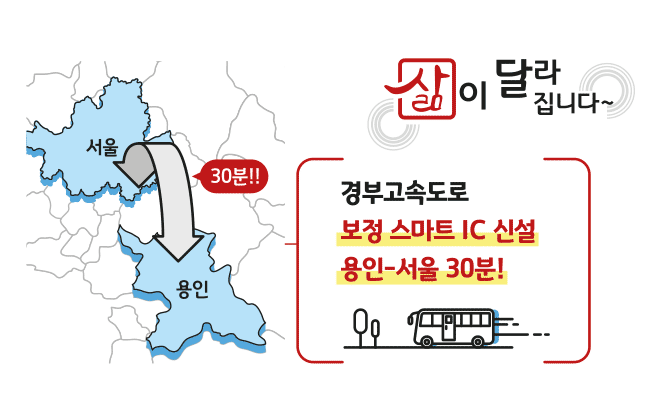 삶이 달라
집니다~
서울
30분!!
용인
경부고속도로
보정 스마트 IC 신설
용인-서울 30분!